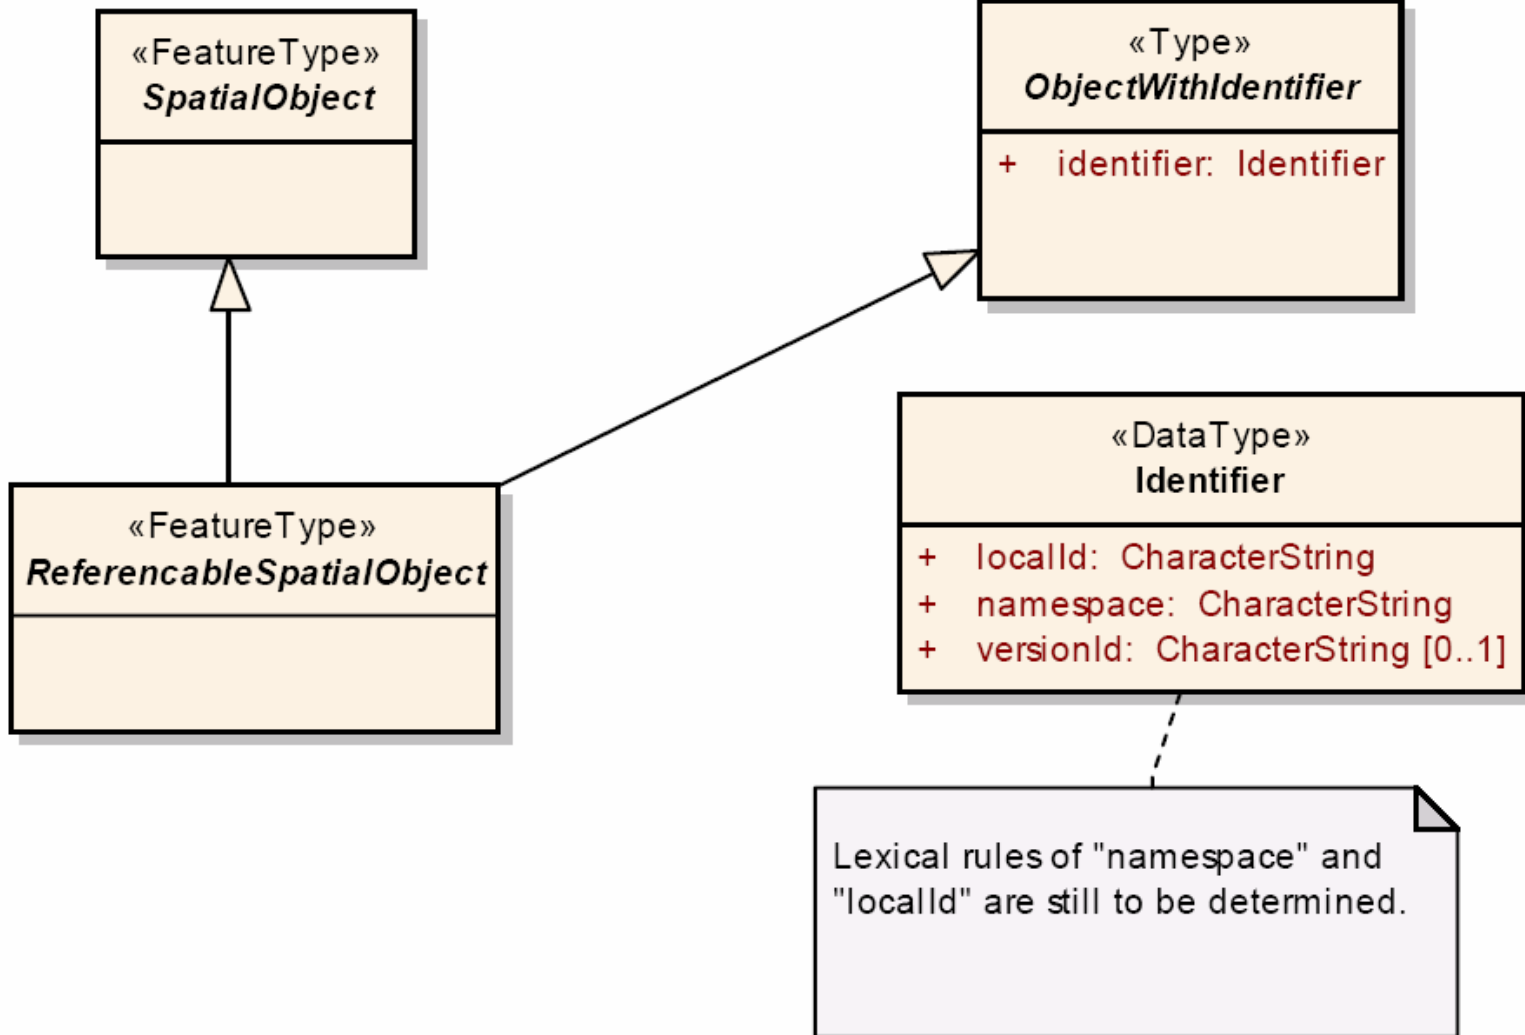 «FeatureType»
SpatialObject
«Type»
ObjectWithIdentifier
+ identifier: Identifier
«FeatureType»
ReferencableSpatialObject
«DataType»
Identifier
+ localId: CharacterString
+ namespace: CharacterString
+ versionId: CharacterString [0..1]
Lexical rules of "namespace" and
"localId" are still to be determined.